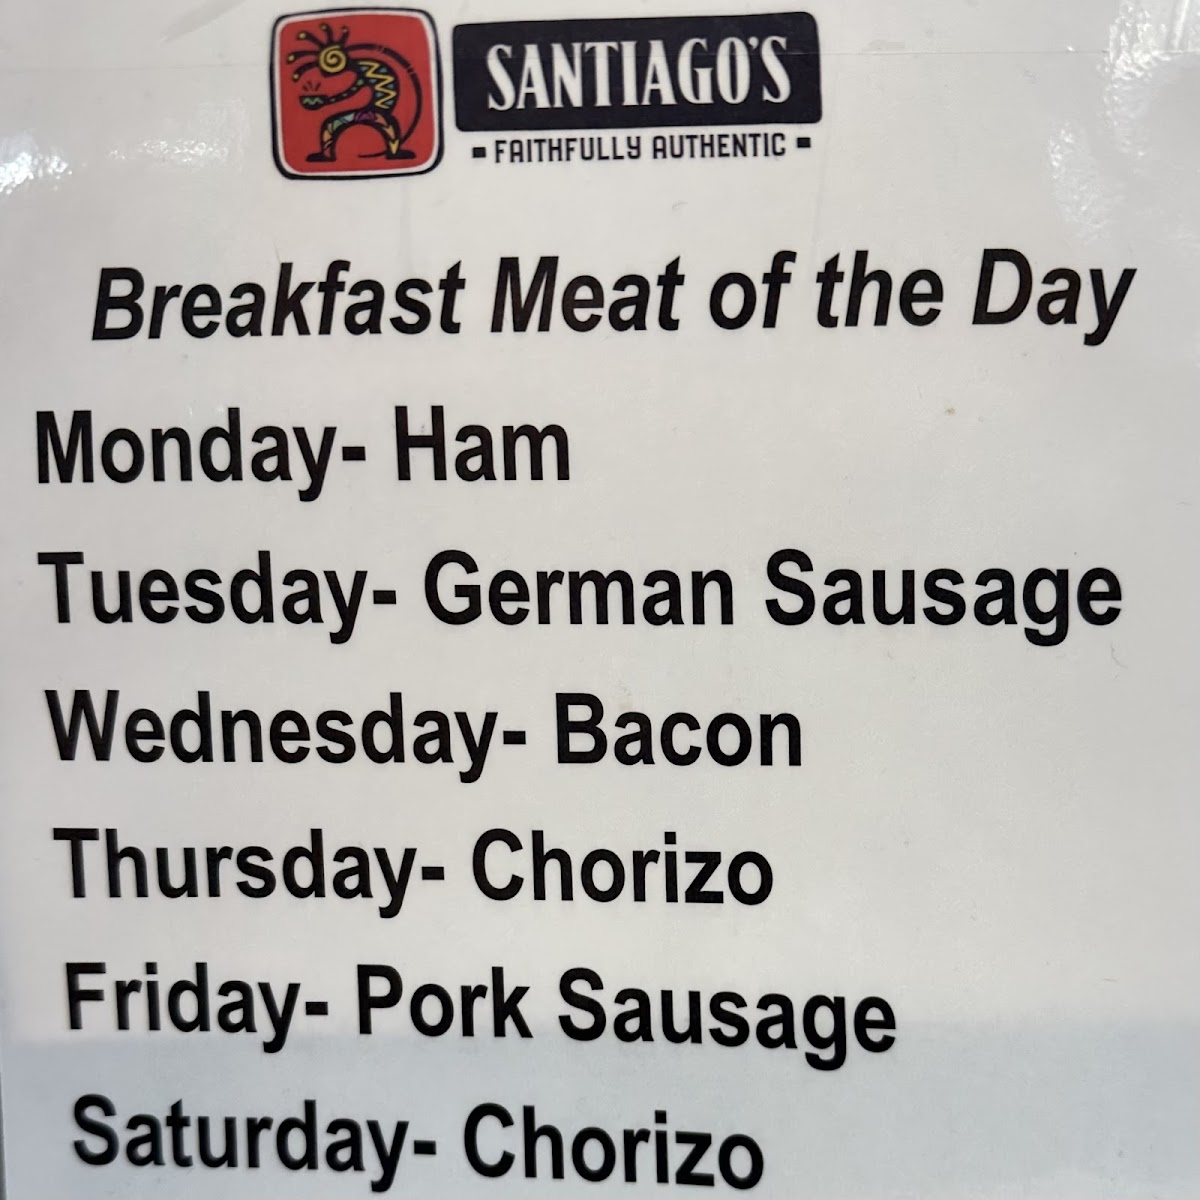 SANTIAGO'S
- FAITHFULLY AUTHENTIC -
Breakfast Meat of the Day
Monday- Ham
Tuesday- German Sausage
Wednesday- Bacon
Thursday- Chorizo
Friday- Pork Sausage
Saturday- Chorizo